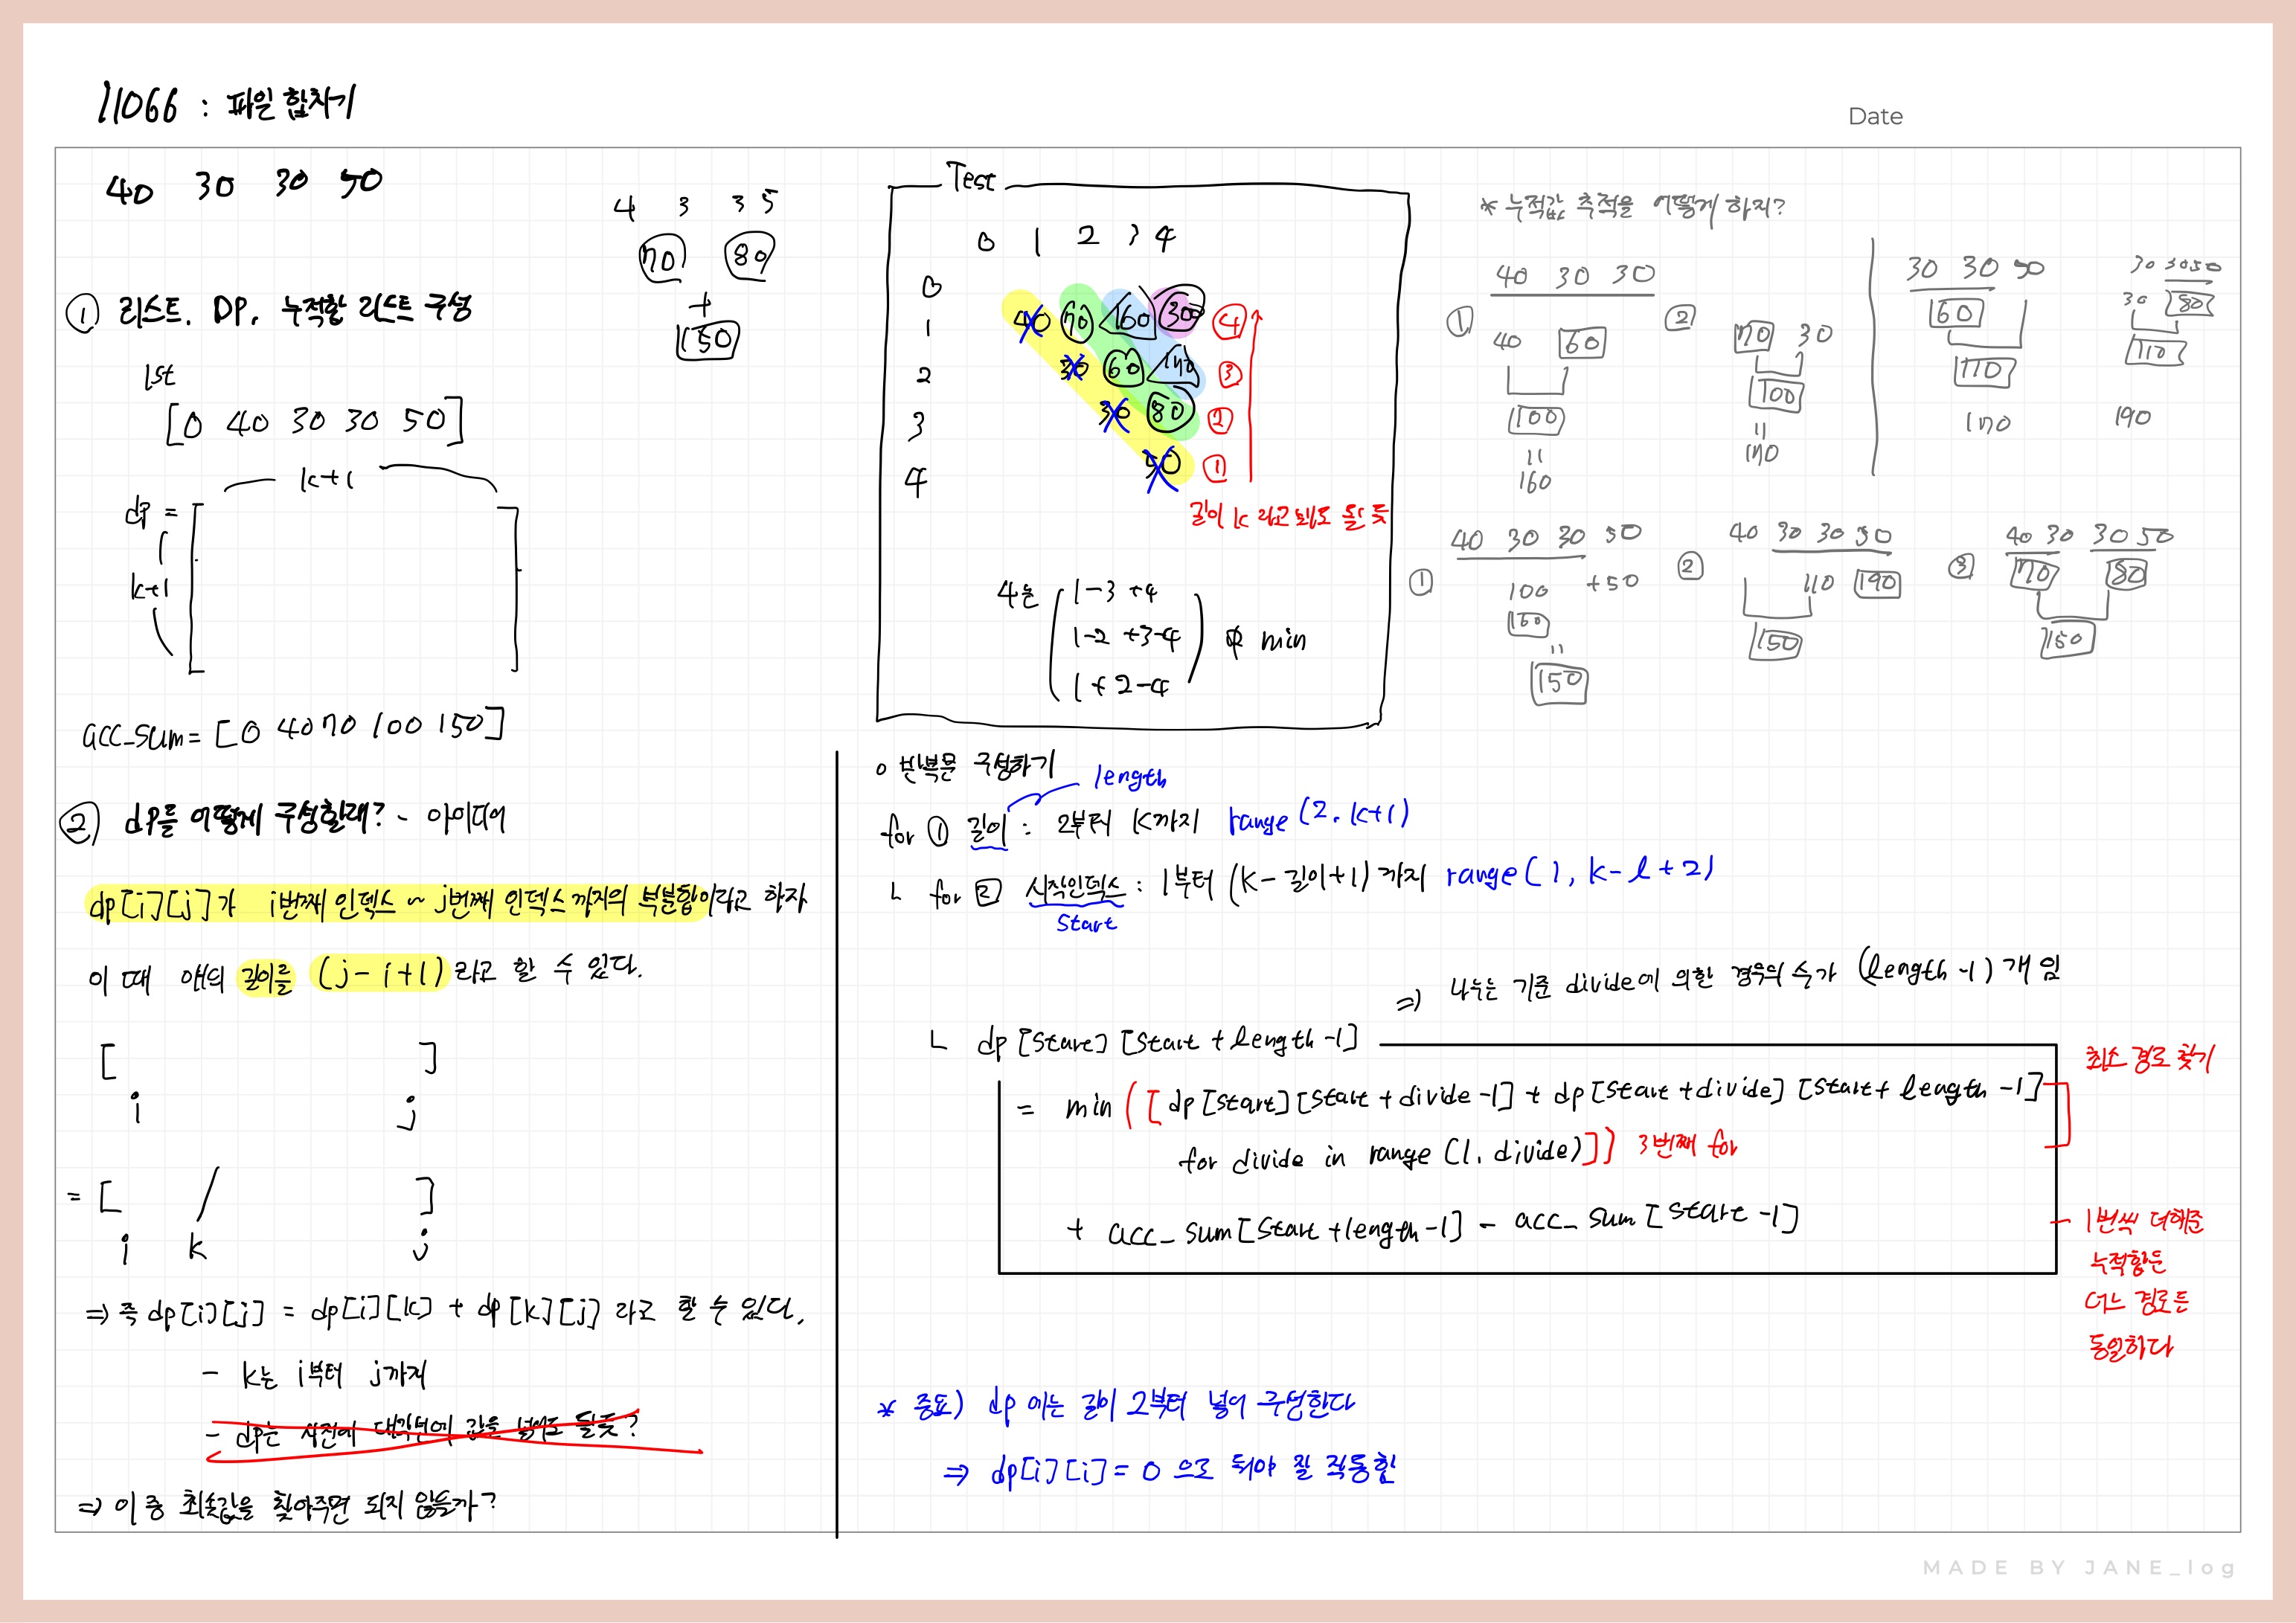 11066 : 파일 합치기
Date
40 30 30 50
4 3 3 5
70 80
+
150
① 리스트, DP, 누적합 리스트 구성
lst
[0 40 30 30 50]
k+1
dp =
k+1
acc_sum = [0 40 70 100 150]
② dp를 어떻게 구성할래? - 아이디어
dp[i][j]가 i번째 인덱스 ~ j번째 인덱스 까지의 부분합이라고 하자
이 때 얘의 길이를 (j-i+1) 라고 할 수 있다.
[ ]
i j
= [ / ]
i k j
⇒ 즉 dp[i][j] = dp[i][k] + dp[k][j] 라고 할 수 있다.
- k는 i부터 j까지
- dp는 사전에 대각선에 값을 넣어도 될듯?
⇒ 이 중 최솟값을 찾아주면 되지 않을까?
Test
0 1 2 3 4
0
1 40 70 160 300 ④
2 30 60 170 ③
3 30 80 ②
4 50 ①
길이 k 라고 봐도 될 듯
4는
1-3 + 4
1-2 + 3-4
1 + 2-4
중 min
* 누적값 추적을 어떻게 하지?
40 30 30
① 40 60
100
=
160
② 70 30
100
=
170
30 30 50
60
110
170
30 30 50
30 80
110
190
40 30 30 50
① 100 +50
160
=
150
40 30 30 50
② 110 190
150
40 30 30 50
③ 70 80
150
o 반복문 구성하기
length
for ① 길이 : 2부터 k까지 range(2, k+1)
ㄴ for ② 시작인덱스 : 1부터 (k-길이+1) 까지 range(1, k-l+2)
start
⇒ 나누는 기준 divide에 의한 경우의 수가 (length-1) 개 임
ㄴ dp[start][start+length-1]
최소 경로 찾기
= min([dp[start][start+divide-1] + dp[start+divide][start+length-1]
for divide in range(1, divide)]) 3번째 for
+ acc_sum[start+length-1] - acc_sum[start-1]
1번씩 더해준
누적합은
어느 경로든
동일하다
* 중요) dp 에는 길이 2부터 넣어 구성한다
⇒ dp[i][i] = 0 으로 둬야 잘 작동함
MADE BY JANE_log